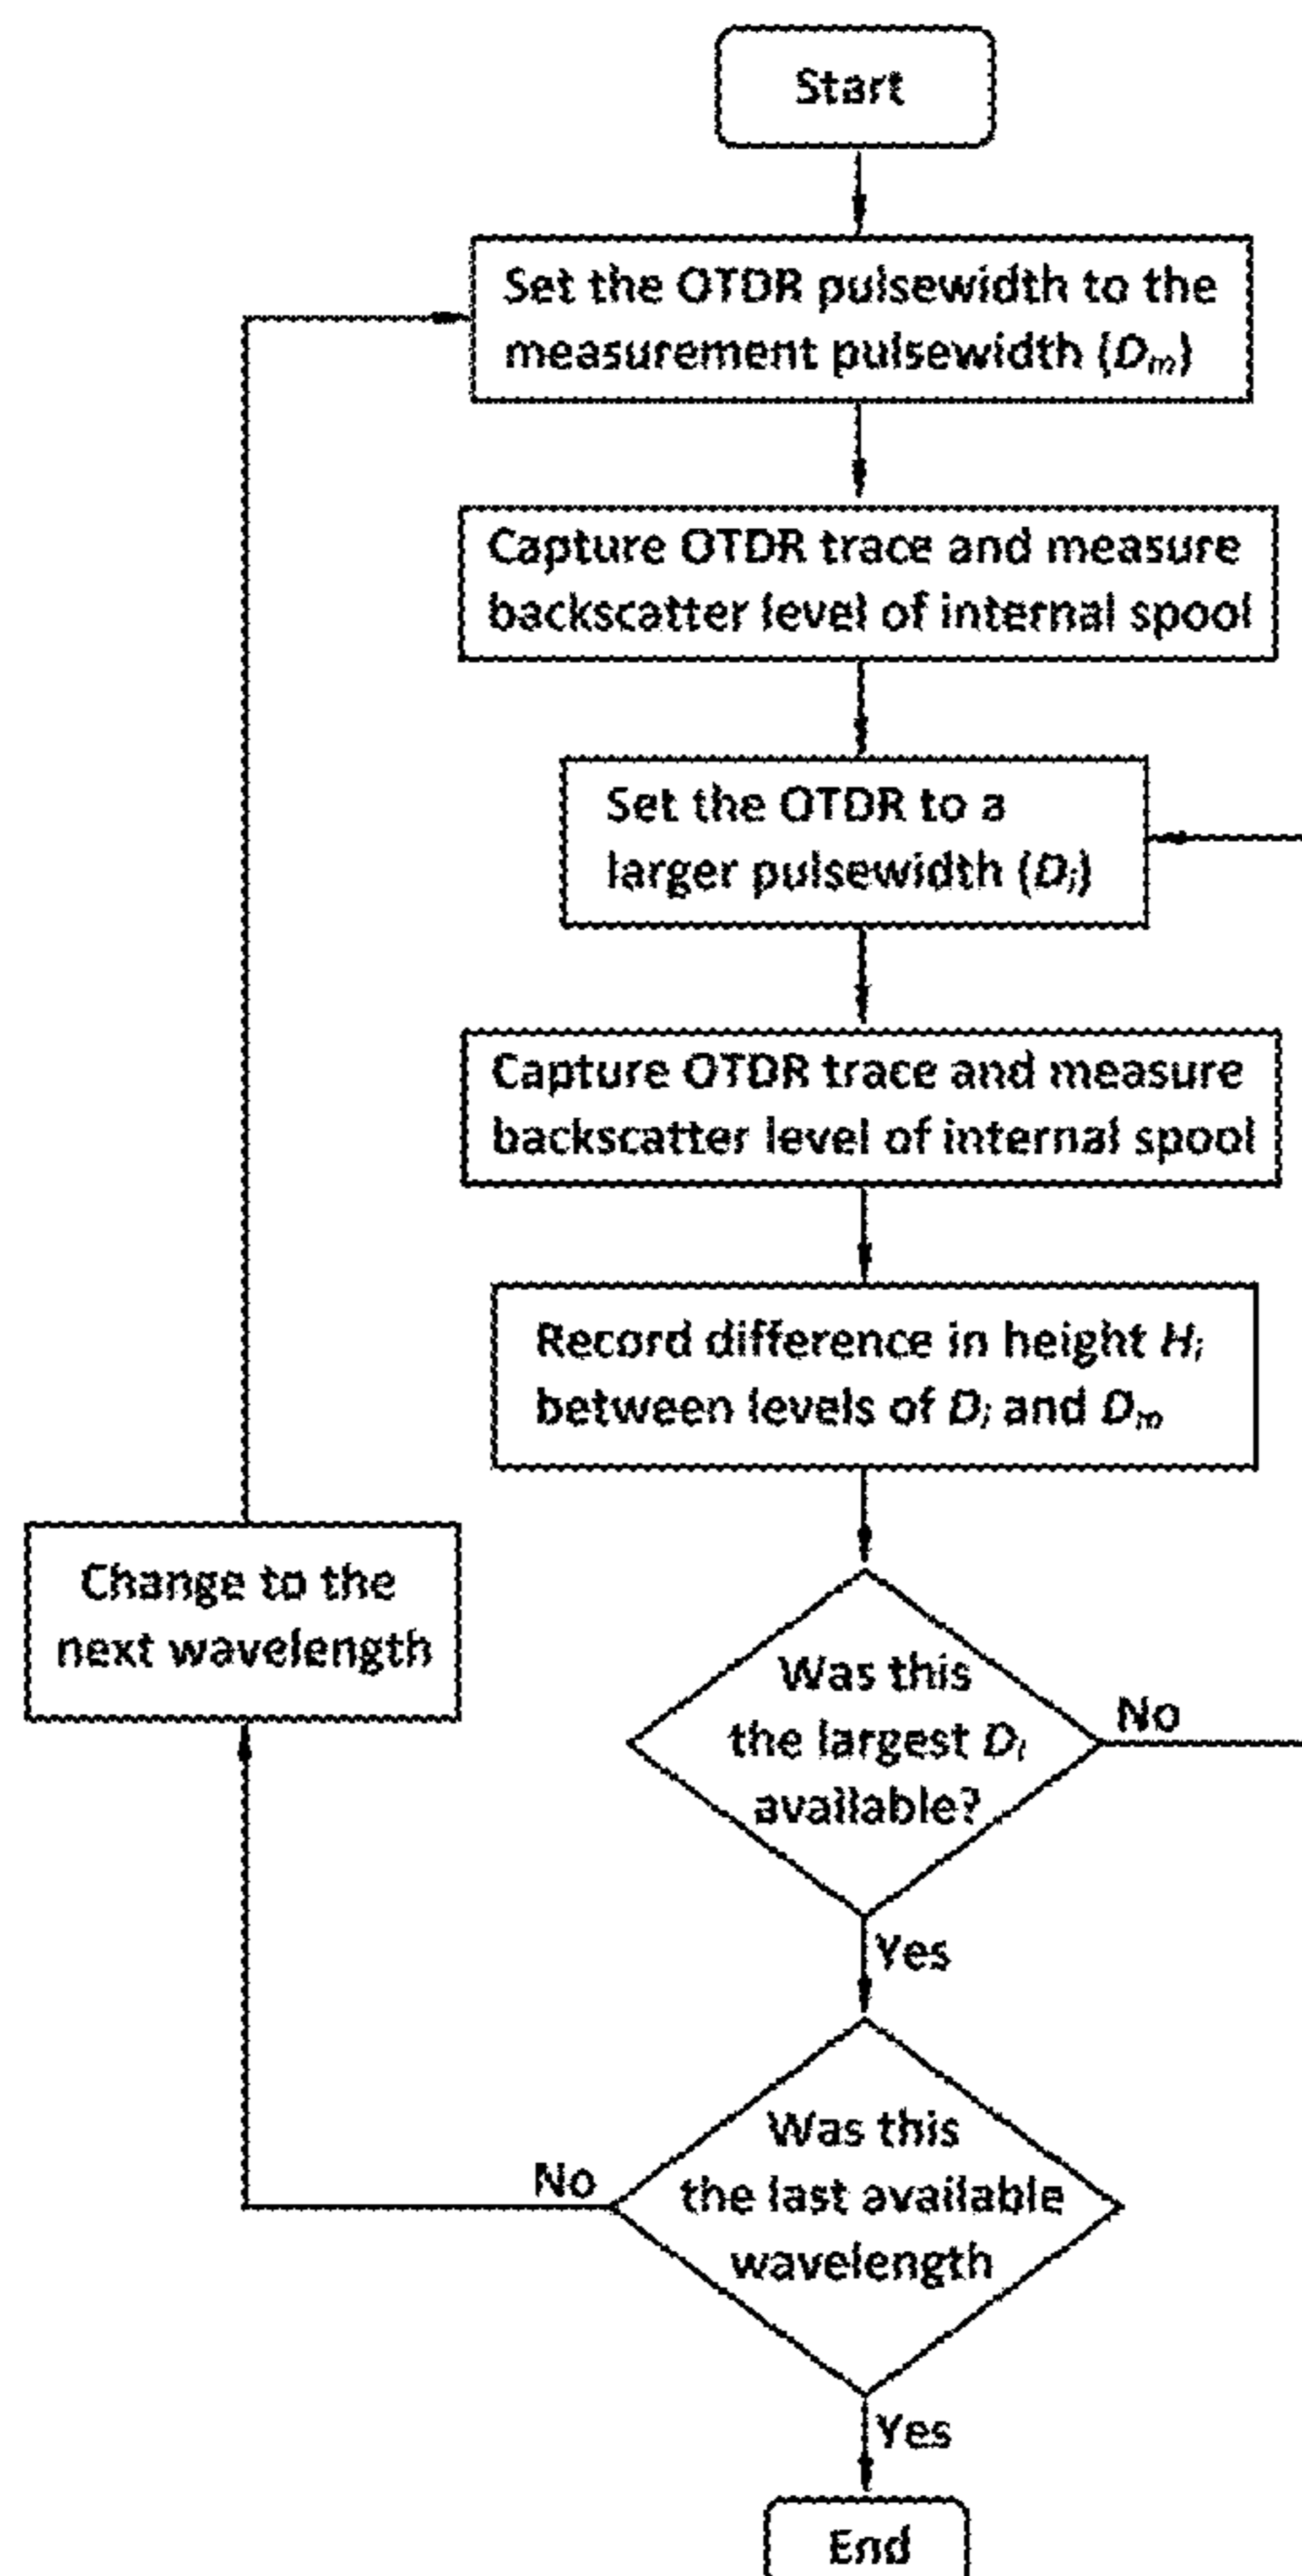 Start
Set the OTDR pulsewidth to the
measurement pulsewidth (Dm)
Capture OTDR trace and measure
backscatter level of internal spool
Set the OTDR to a
larger pulsewidth (Di)
Capture OTDR trace and measure
backscatter level of internal spool
Record difference in height Hi
between levels of Di and Dm
Change to the
next wavelength
Was this
the largest Di
available?
No
Yes
Was this
the last available
wavelength
No
Yes
End